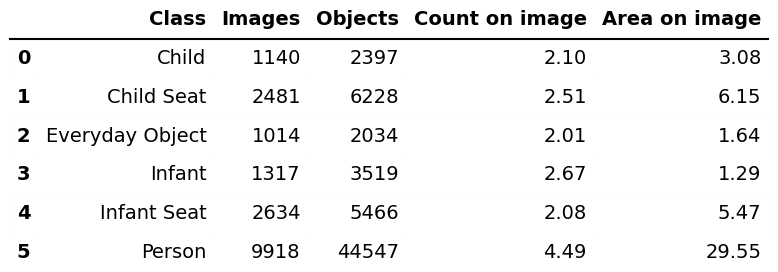 Class Images Objects Count on image Area on image
0 Child 1140 2397 2.10 3.08
1 Child Seat 2481 6228 2.51 6.15
2 Everyday Object 1014 2034 2.01 1.64
3 Infant 1317 3519 2.67 1.29
4 Infant Seat 2634 5466 2.08 5.47
5 Person 9918 44547 4.49 29.55